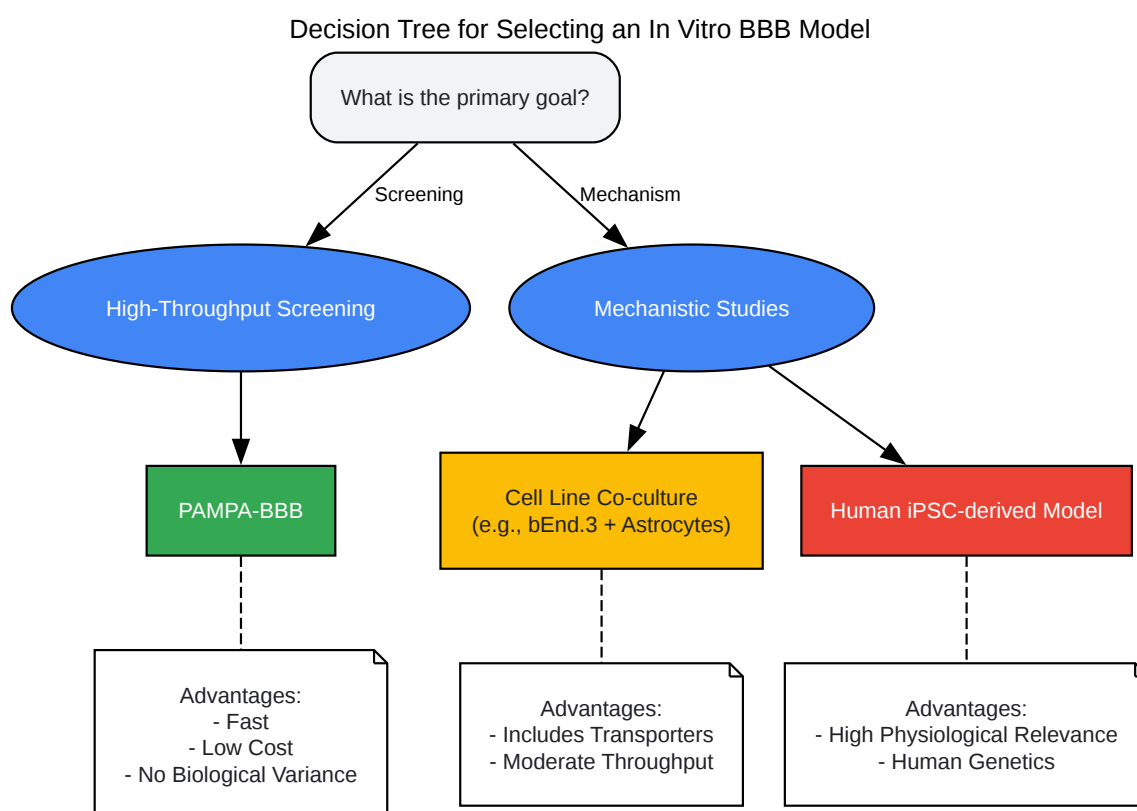 Decision Tree for Selecting an In Vitro BBB Model
What is the primary goal?
Screening
Mechanism
High-Throughput Screening
Mechanistic Studies
PAMPA-BBB
Cell Line Co-culture
(e.g., bEnd.3 + Astrocytes)
Human iPSC-derived Model
Advantages:
- Fast
- Low Cost
- No Biological Variance
Advantages:
- Includes Transporters
- Moderate Throughput
Advantages:
- High Physiological Relevance
- Human Genetics